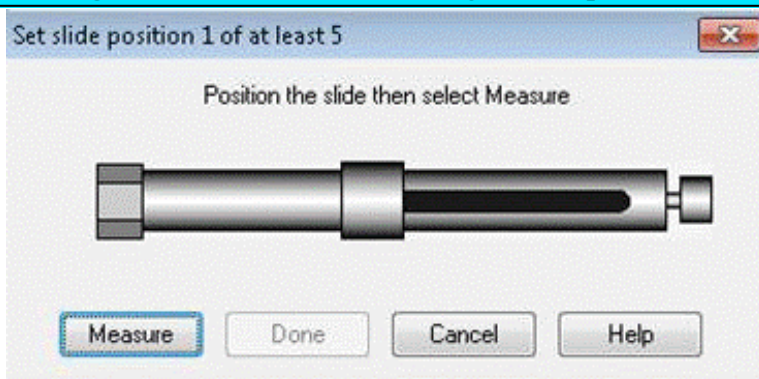 Set slide position 1 of at least 5
Position the slide then select Measure
Measure Done Cancel Help